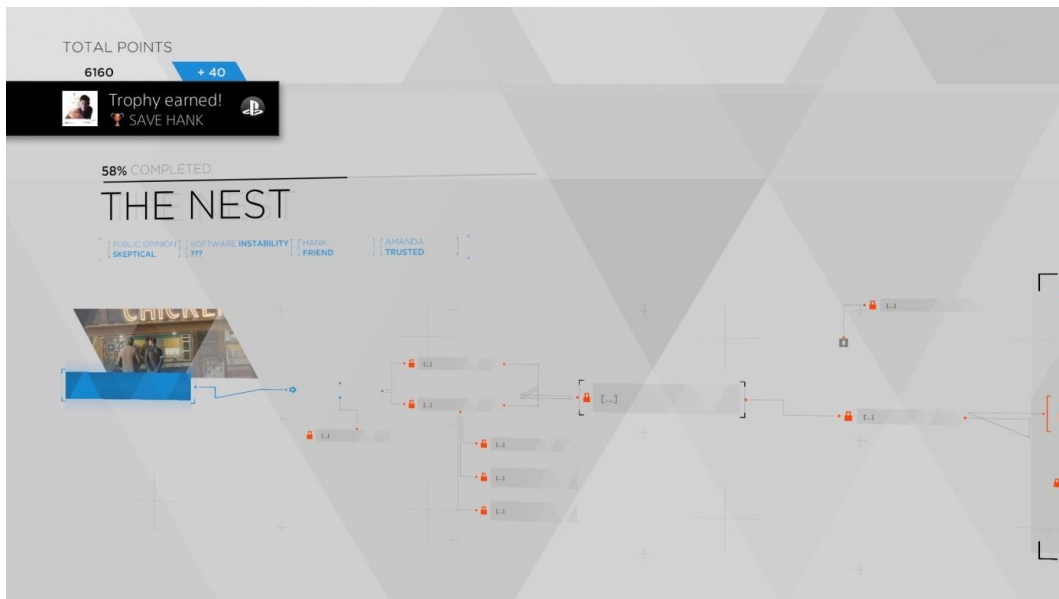 TOTAL POINTS
6160 + 40
Trophy earned!
SAVE HANK
58% COMPLETED
THE NEST
PUBLIC OPINION SOFTWARE INSTABILITY HANK AMANDA
SKEPTICAL ??? FRIEND TRUSTED
[...]
CHICKE
[...]
[...]
[...]
[...]
[...]
[...]
[...]
[...]